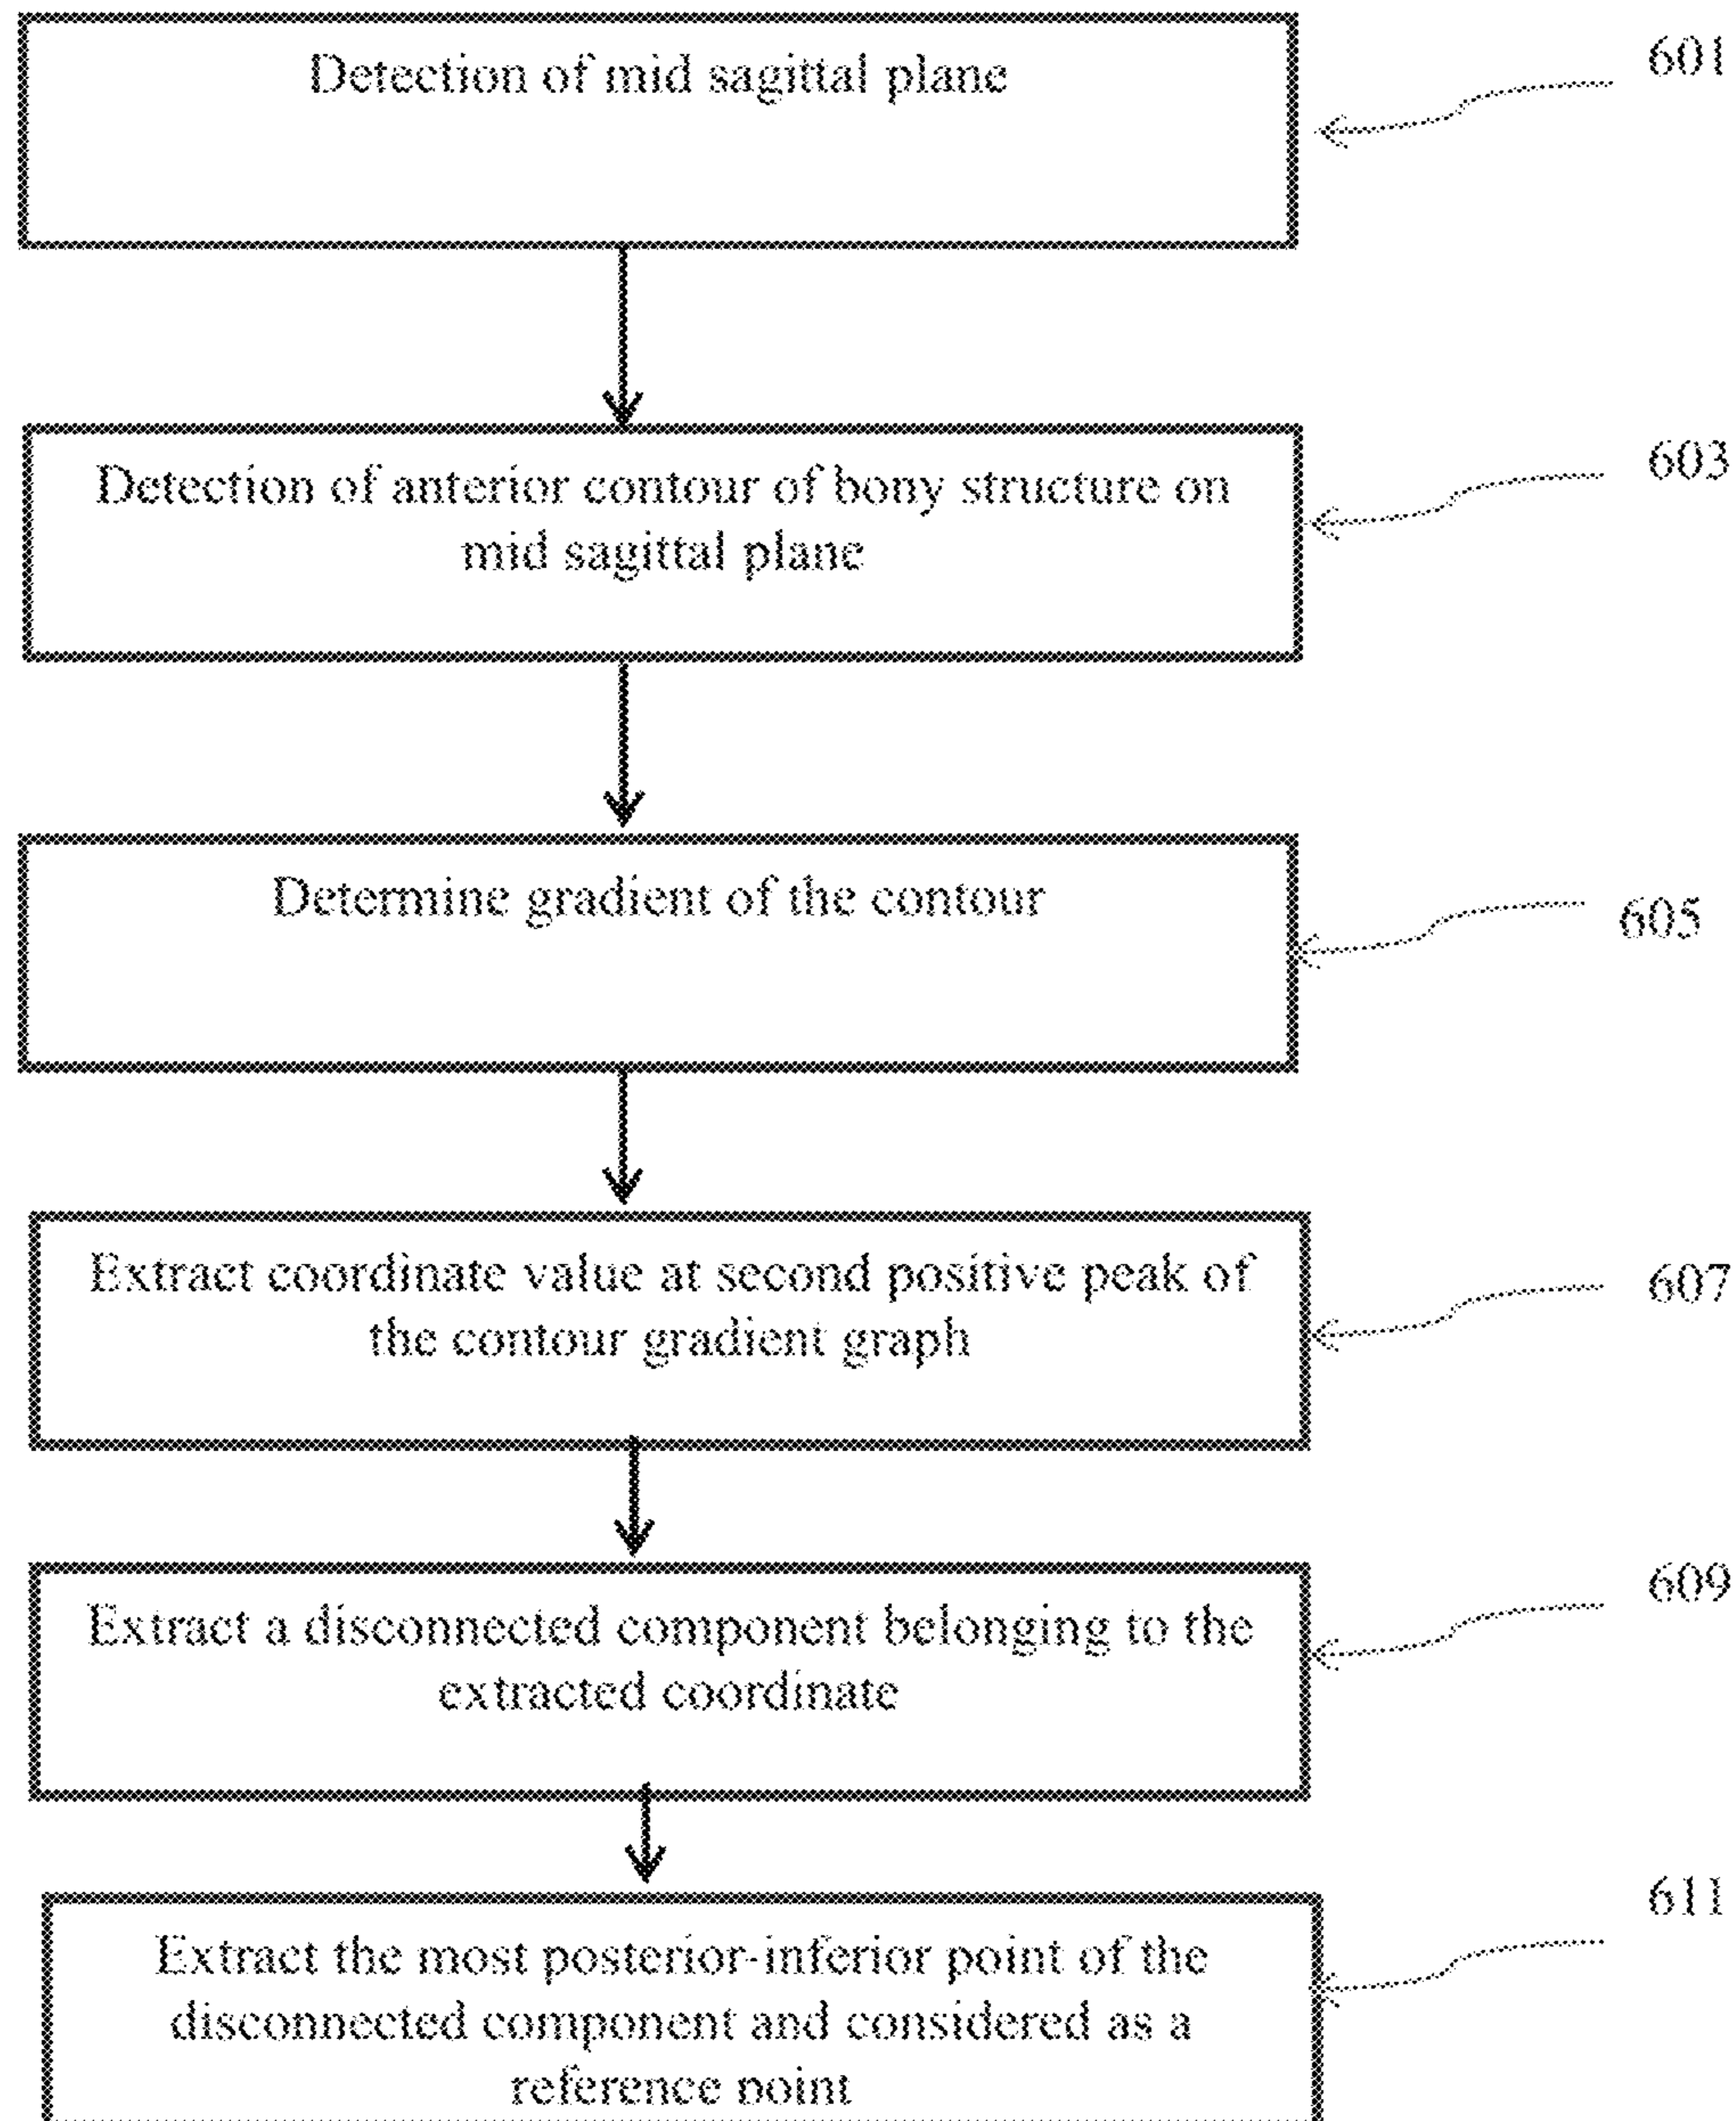 Detection of mid sagittal plane
601
Detection of anterior contour of bony structure on
mid sagittal plane
603
Determine gradient of the contour
605
Extract coordinate value at second positive peak of
the contour gradient graph
607
Extract a disconnected component belonging to the
extracted coordinate
609
Extract the most posterior-inferior point of the
disconnected component and considered as a
reference point
611